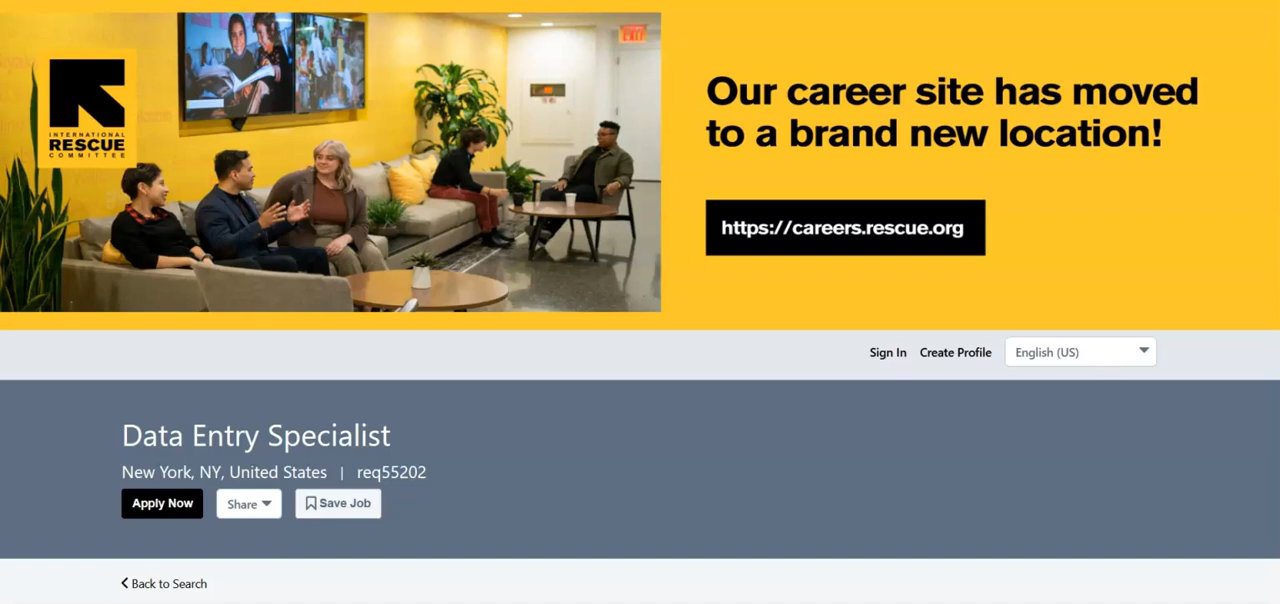 INTERNATIONAL
RESCUE
COMMITTEE
Our career site has moved
to a brand new location!
https://careers.rescue.org
Sign In
Create Profile
English (US)
Data Entry Specialist
New York, NY, United States | req55202
Apply Now
Share
Save Job
Back to Search